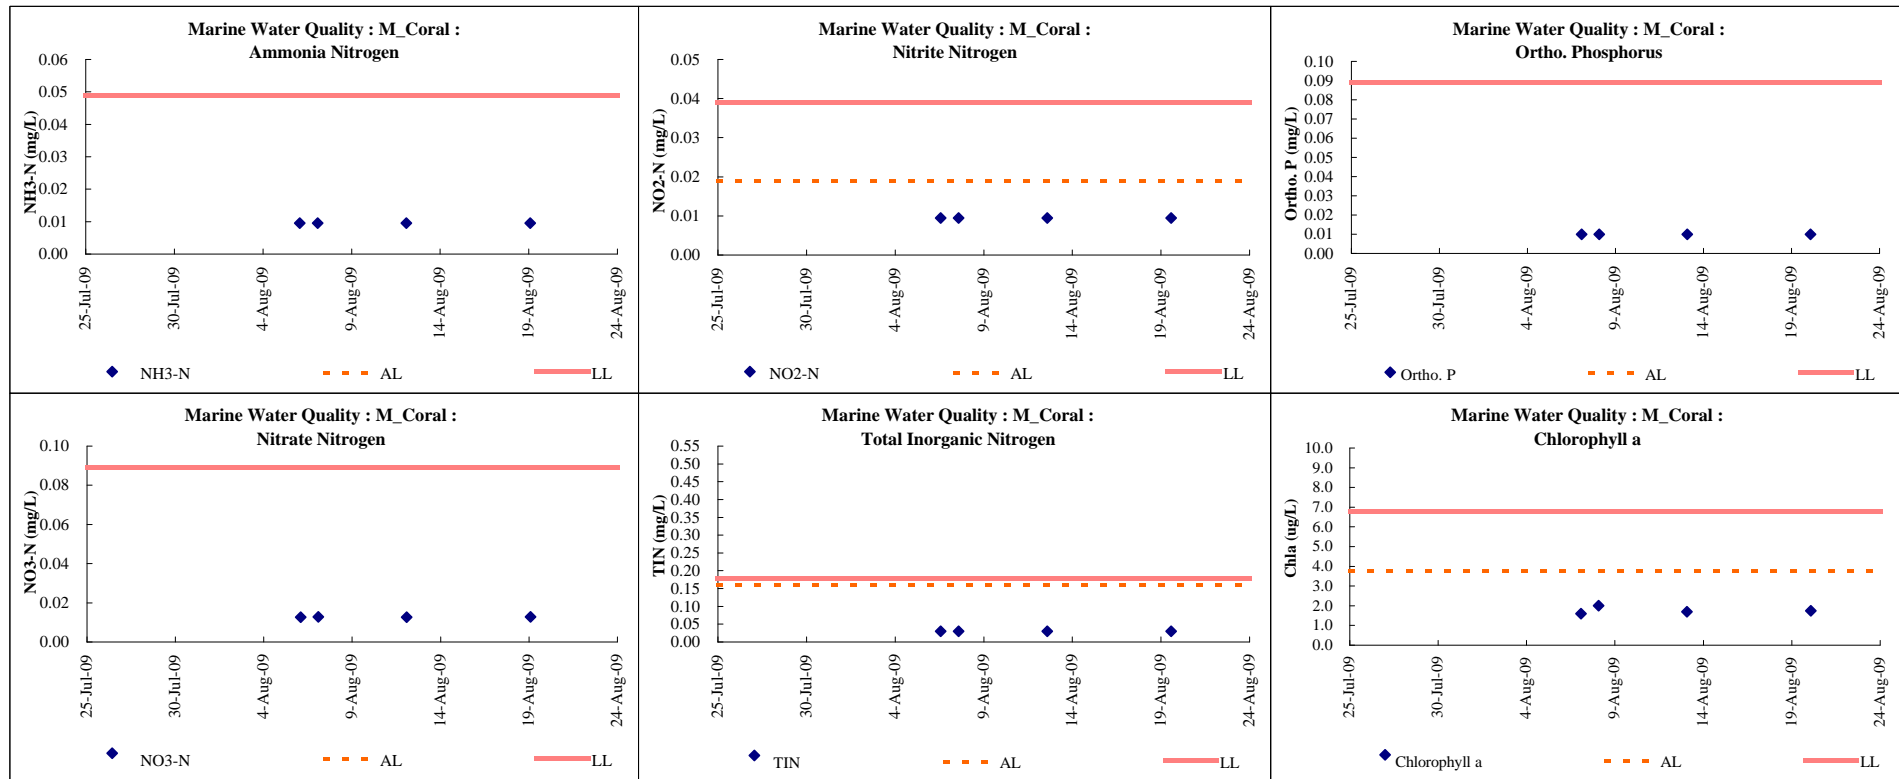 Marine Water Quality : M_Coral :
Ammonia Nitrogen
0.06
0.05
0.04
0.03
0.02
0.01
0.00
NH3-N (mg/L)
25-Jul-09
30-Jul-09
4-Aug-09
9-Aug-09
14-Aug-09
19-Aug-09
24-Aug-09
NH3-N AL LL
Marine Water Quality : M_Coral :
Nitrite Nitrogen
0.05
0.04
0.03
0.02
0.01
0.00
NO2-N (mg/L)
25-Jul-09
30-Jul-09
4-Aug-09
9-Aug-09
14-Aug-09
19-Aug-09
24-Aug-09
NO2-N AL LL
Marine Water Quality : M_Coral :
Ortho. Phosphorus
0.10
0.09
0.08
0.07
0.06
0.05
0.04
0.03
0.02
0.01
0.00
Ortho. P (mg/L)
25-Jul-09
30-Jul-09
4-Aug-09
9-Aug-09
14-Aug-09
19-Aug-09
24-Aug-09
Ortho. P AL LL
Marine Water Quality : M_Coral :
Nitrate Nitrogen
0.10
0.08
0.06
0.04
0.02
0.00
NO3-N (mg/L)
25-Jul-09
30-Jul-09
4-Aug-09
9-Aug-09
14-Aug-09
19-Aug-09
24-Aug-09
NO3-N AL LL
Marine Water Quality : M_Coral :
Total Inorganic Nitrogen
0.55
0.50
0.45
0.40
0.35
0.30
0.25
0.20
0.15
0.10
0.05
0.00
TIN (mg/L)
25-Jul-09
30-Jul-09
4-Aug-09
9-Aug-09
14-Aug-09
19-Aug-09
24-Aug-09
TIN AL LL
Marine Water Quality : M_Coral :
Chlorophyll a
10.0
9.0
8.0
7.0
6.0
5.0
4.0
3.0
2.0
1.0
0.0
Chla (ug/L)
25-Jul-09
30-Jul-09
4-Aug-09
9-Aug-09
14-Aug-09
19-Aug-09
24-Aug-09
Chlorophyll a AL LL